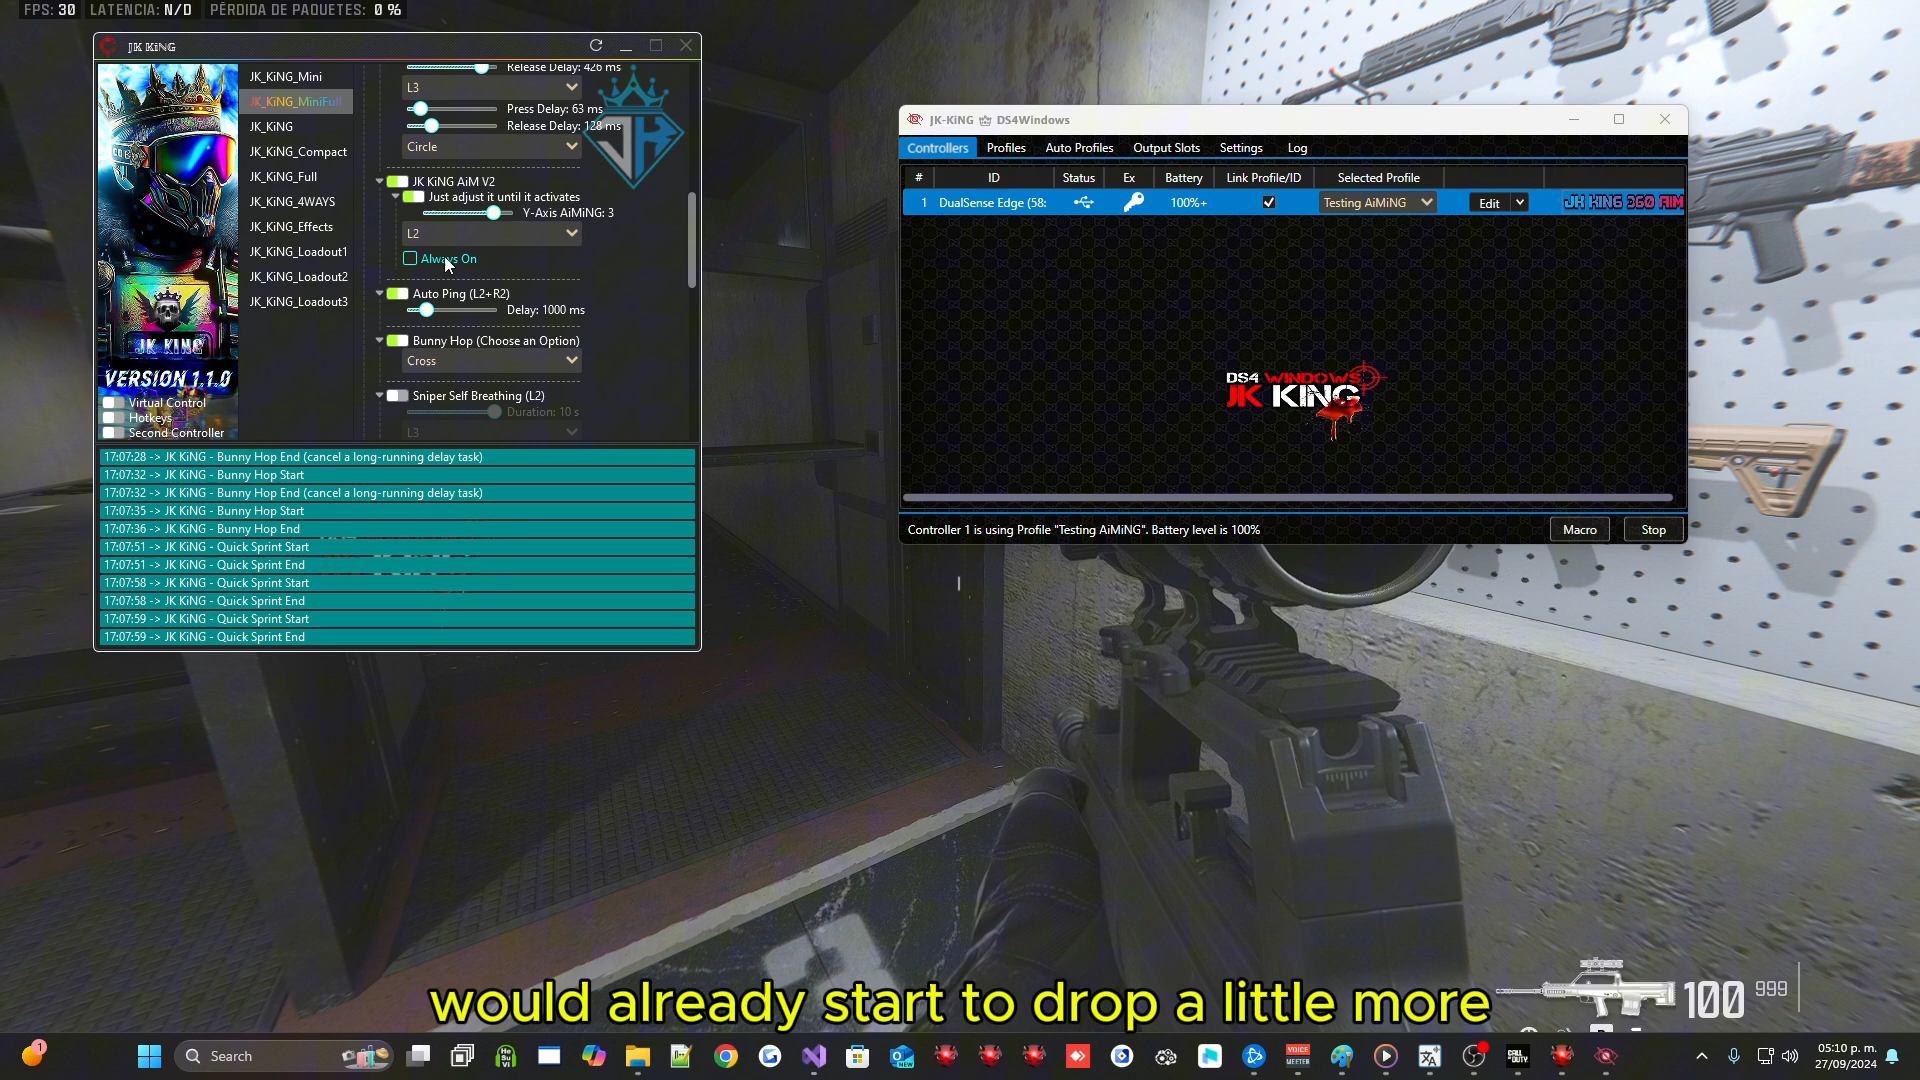 FPS: 30 LATENCIA: N/D PÉRDIDA DE PAQUETES: 0 %
JK KiNG
JK_KiNG_Mini
JK_KiNG_MiniFull
JK_KiNG
JK_KiNG_Compact
JK_KiNG_Full
JK_KiNG_4WAYS
JK_KiNG_Effects
JK_KiNG_Loadout1
JK_KiNG_Loadout2
JK_KiNG_Loadout3
JK KING
VERSION 1.1.0
Virtual Control
Hotkeys
Second Controller
Release Delay: 426 ms
L3
Press Delay: 63 ms
Release Delay: 128 ms
Circle
JK KiNG AiM V2
Just adjust it until it activates
Y-Axis AiMiNG: 3
L2
Always On
Auto Ping (L2+R2)
Delay: 1000 ms
Bunny Hop (Choose an Option)
Cross
Sniper Self Breathing (L2)
Duration: 10 s
L3
17:07:28 -> JK KiNG - Bunny Hop End (cancel a long-running delay task)
17:07:32 -> JK KiNG - Bunny Hop Start
17:07:32 -> JK KiNG - Bunny Hop End (cancel a long-running delay task)
17:07:35 -> JK KiNG - Bunny Hop Start
17:07:36 -> JK KiNG - Bunny Hop End
17:07:51 -> JK KiNG - Quick Sprint Start
17:07:51 -> JK KiNG - Quick Sprint End
17:07:58 -> JK KiNG - Quick Sprint Start
17:07:58 -> JK KiNG - Quick Sprint End
17:07:59 -> JK KiNG - Quick Sprint Start
17:07:59 -> JK KiNG - Quick Sprint End
JK-KiNG DS4Windows
Controllers Profiles Auto Profiles Output Slots Settings Log
# ID Status Ex Battery Link Profile/ID Selected Profile
1 DualSense Edge (58: 100%+ Testing AiMiNG Edit JK KING 360 AIM
DS4 WINDOWS
JK KING
Controller 1 is using Profile "Testing AiMiNG". Battery level is 100%
Macro Stop
would already start to drop a little more
100 999
1 Search
05:10 p. m.
27/09/2024